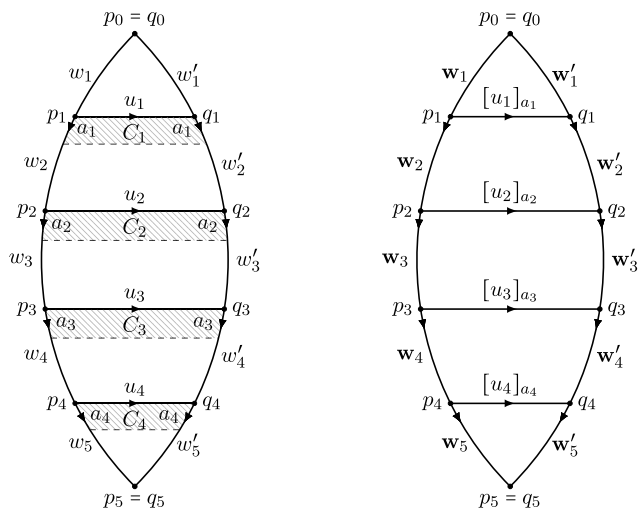 p₀ = q₀ p₀ = q₀
w₁ w′₁ 𝐰₁ 𝐰′₁
p₁ u₁ q₁ p₁ [u₁]ₐ₁ q₁
a₁ C₁ a₁
w₂ w′₂ 𝐰₂ 𝐰′₂
p₂ u₂ q₂ p₂ [u₂]ₐ₂ q₂
a₂ C₂ a₂
w₃ w′₃ 𝐰₃ 𝐰′₃
p₃ u₃ q₃ p₃ [u₃]ₐ₃ q₃
a₃ C₃ a₃
w₄ w′₄ 𝐰₄ 𝐰′₄
p₄ u₄ q₄ p₄ [u₄]ₐ₄ q₄
a₄ C₄ a₄
w₅ w′₅ 𝐰₅ 𝐰′₅
p₅ = q₅ p₅ = q₅